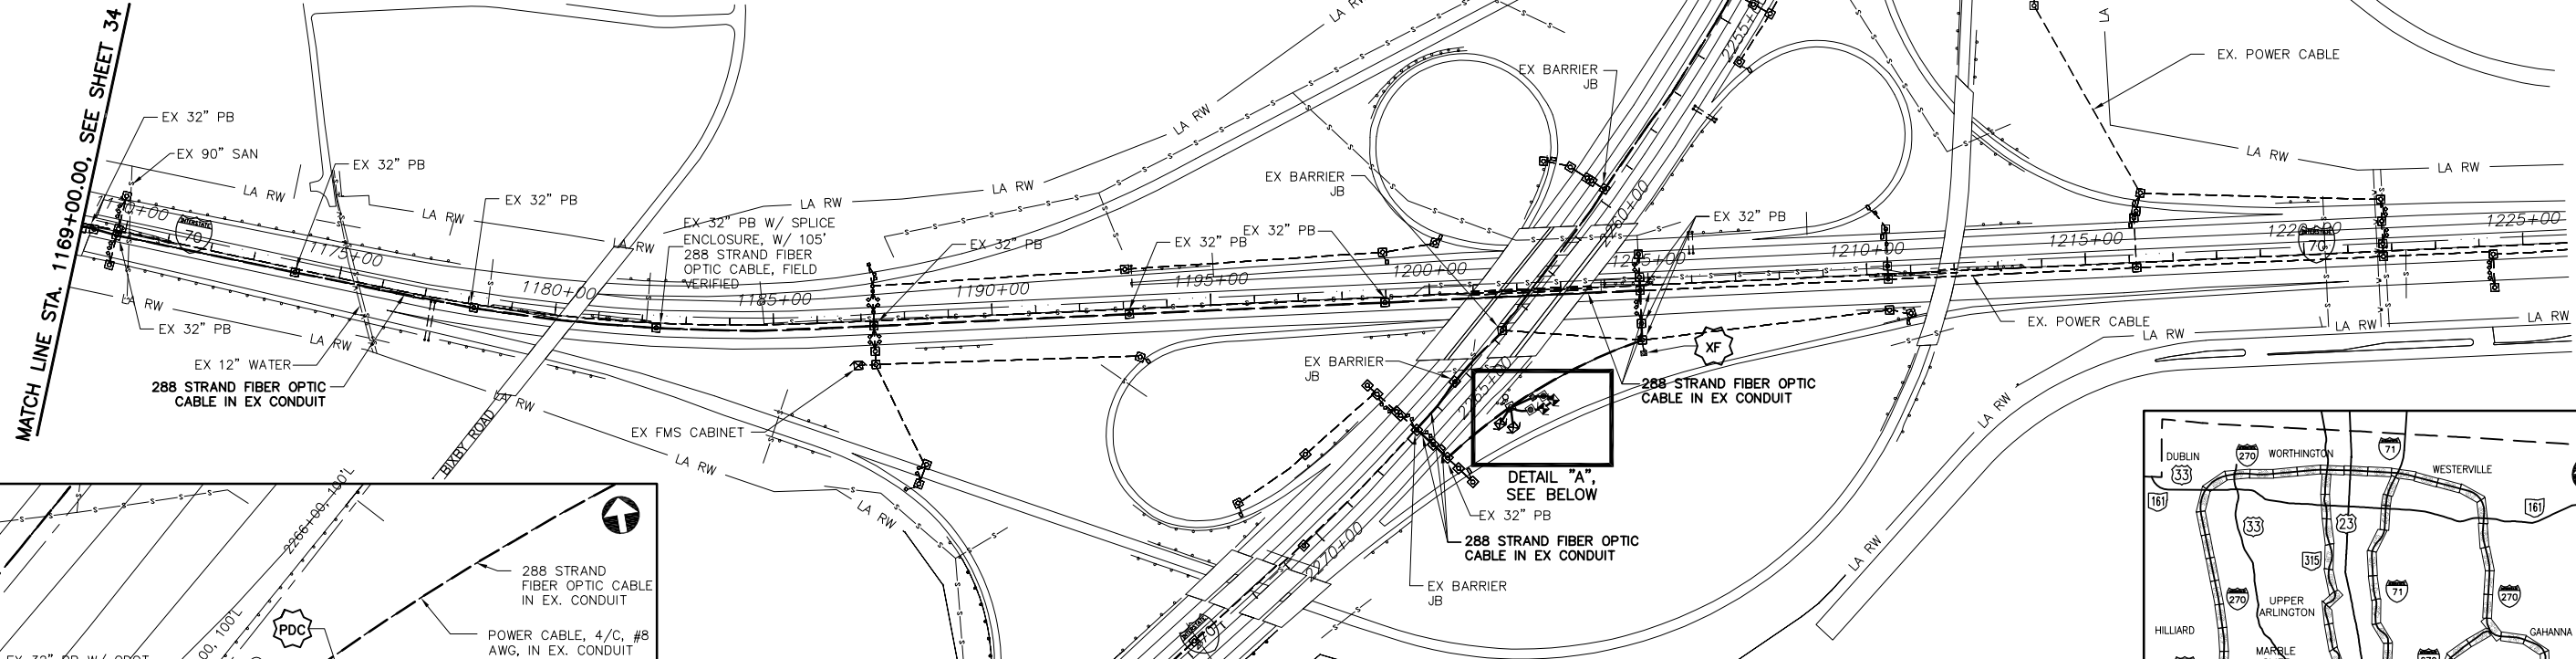 MATCH LINE STA. 1169+00.00, SEE SHEET 34
EX 32" PB
EX 90" SAN
LA RW
EX 32" PB
LA RW
EX 32" PB
LA RW
EX 32" PB W/ SPLICE
ENCLOSURE, W/ 105'
288 STRAND FIBER
OPTIC CABLE, FIELD
VERIFIED
LA RW
EX 32" PB
LA RW
EX 32" PB
LA RW
EX 32" PB
LA RW
EX BARRIER
JB
EX BARRIER
JB
EX 32" PB
EX. POWER CABLE
LA
LA RW
LA RW
70
1175+00
1180+00
1185+00
1190+00
1195+00
1200+00
1210+00
1215+00
70
1225+00
2260+00
LA RW
EX 32" PB
EX 12" WATER
LA RW
288 STRAND FIBER OPTIC
CABLE IN EX CONDUIT
LA RW
BIXBY ROAD
EX FMS CABINET
LA RW
LA RW
EX BARRIER
JB
XF
288 STRAND FIBER OPTIC
CABLE IN EX CONDUIT
DETAIL "A",
SEE BELOW
EX 32" PB
288 STRAND FIBER OPTIC
CABLE IN EX CONDUIT
EX BARRIER
JB
2270+00
EX. POWER CABLE
LA RW
LA RW
LA RW
LA RW
LA RW
2266+00, 100'L
00, 100'L
PDC
288 STRAND
FIBER OPTIC CABLE
IN EX. CONDUIT
POWER CABLE, 4/C, #8
AWG, IN EX. CONDUIT
DUBLIN
33
270
WORTHINGTON
71
WESTERVILLE
161
161
33
23
315
270
71
270
UPPER
ARLINGTON
HILLIARD
MARBLE
GAHANNA